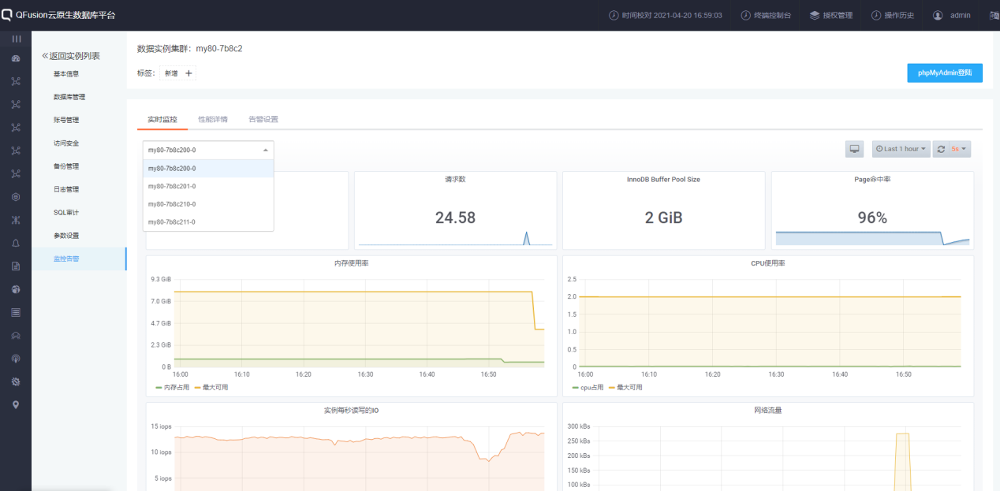 QFusion云原生数据库平台
时间校对 2021-04-20 16:59:03
终端控制台
授权管理
操作历史
admin
≪返回实例列表
基本信息
数据库管理
账号管理
访问安全
备份管理
日志管理
SQL审计
参数设置
监控告警
数据实例集群：my80-7b8c2
标签： 新增 +
phpMyAdmin登陆
实时监控 性能详情 告警设置
my80-7b8c200-0
my80-7b8c200-0
my80-7b8c201-0
my80-7b8c210-0
my80-7b8c211-0
Last 1 hour
5s
请求数
24.58
InnoDB Buffer Pool Size
2 GiB
Page命中率
96%
内存使用率
9.3 GiB
7.0 GiB
4.7 GiB
2.3 GiB
0 B
16:00 16:10 16:20 16:30 16:40 16:50
内存占用 最大可用
CPU使用率
2.5
2.0
1.5
1.0
0.5
0
16:00 16:10 16:20 16:30 16:40 16:50
cpu占用 最大可用
实例每秒读写的IO
15 iops
10 iops
5 iops
网络流量
300 kBs
250 kBs
200 kBs
150 kBs
100 kBs